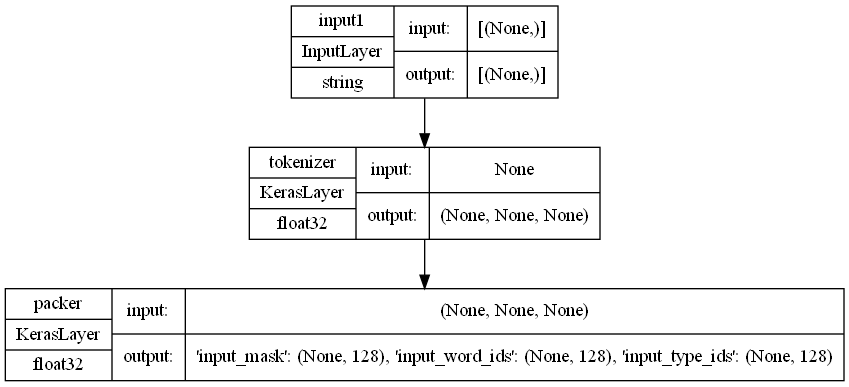 input1
InputLayer
string
input:
[(None,)]
output:
[(None,)]
tokenizer
KerasLayer
float32
input:
None
output:
(None, None, None)
packer
KerasLayer
float32
input:
(None, None, None)
output:
'input_mask': (None, 128), 'input_word_ids': (None, 128), 'input_type_ids': (None, 128)